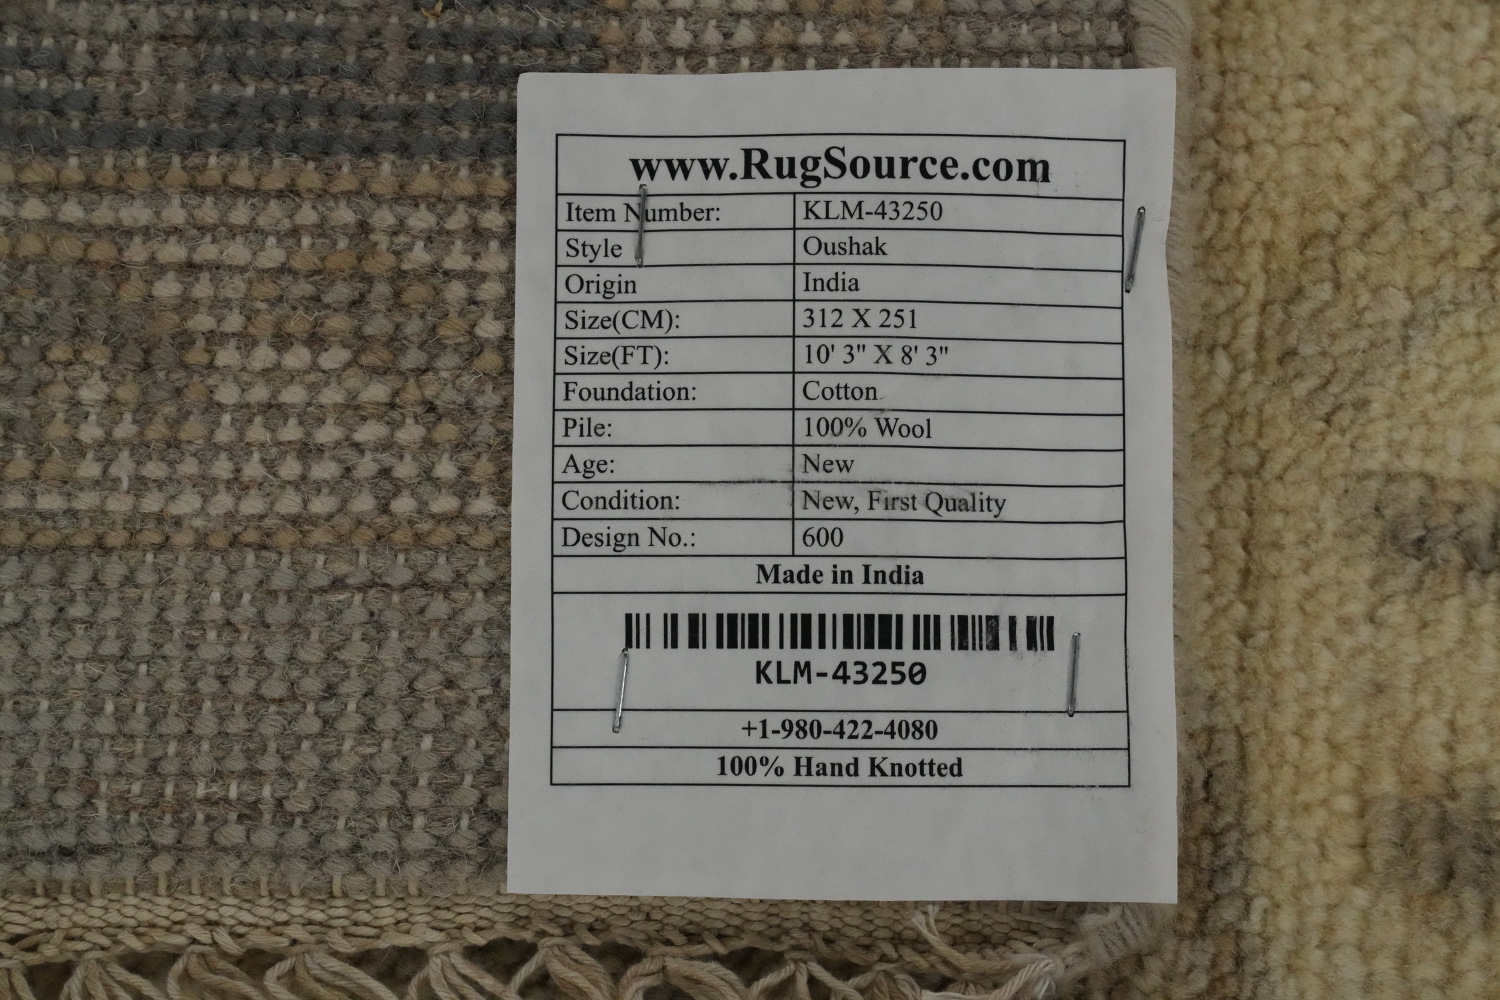 www.RugSource.com
Item Number: KLM-43250
Style Oushak
Origin India
Size(CM): 312 X 251
Size(FT): 10' 3" X 8' 3"
Foundation: Cotton
Pile: 100% Wool
Age: New
Condition: New, First Quality
Design No.: 600
Made in India
KLM-43250
+1-980-422-4080
100% Hand Knotted